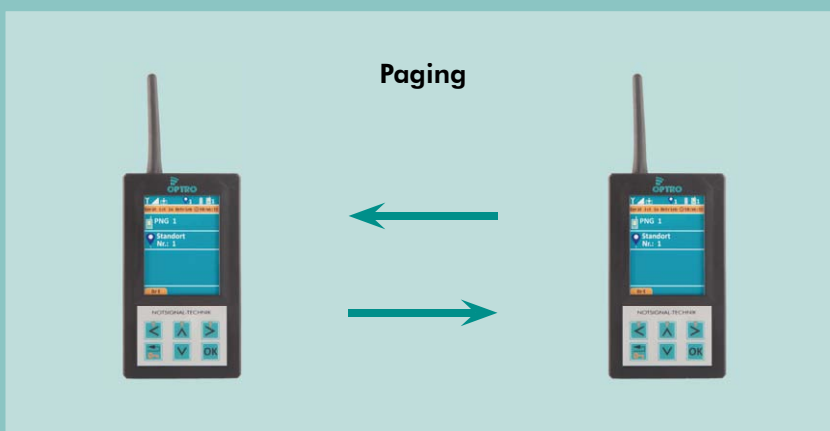 Paging
OPTRO
PNG 1
Standort
Nr.: 1
NOTSIGNAL-TECHNIK
OK
OPTRO
PNG 1
Standort
Nr.: 1
NOTSIGNAL-TECHNIK
OK